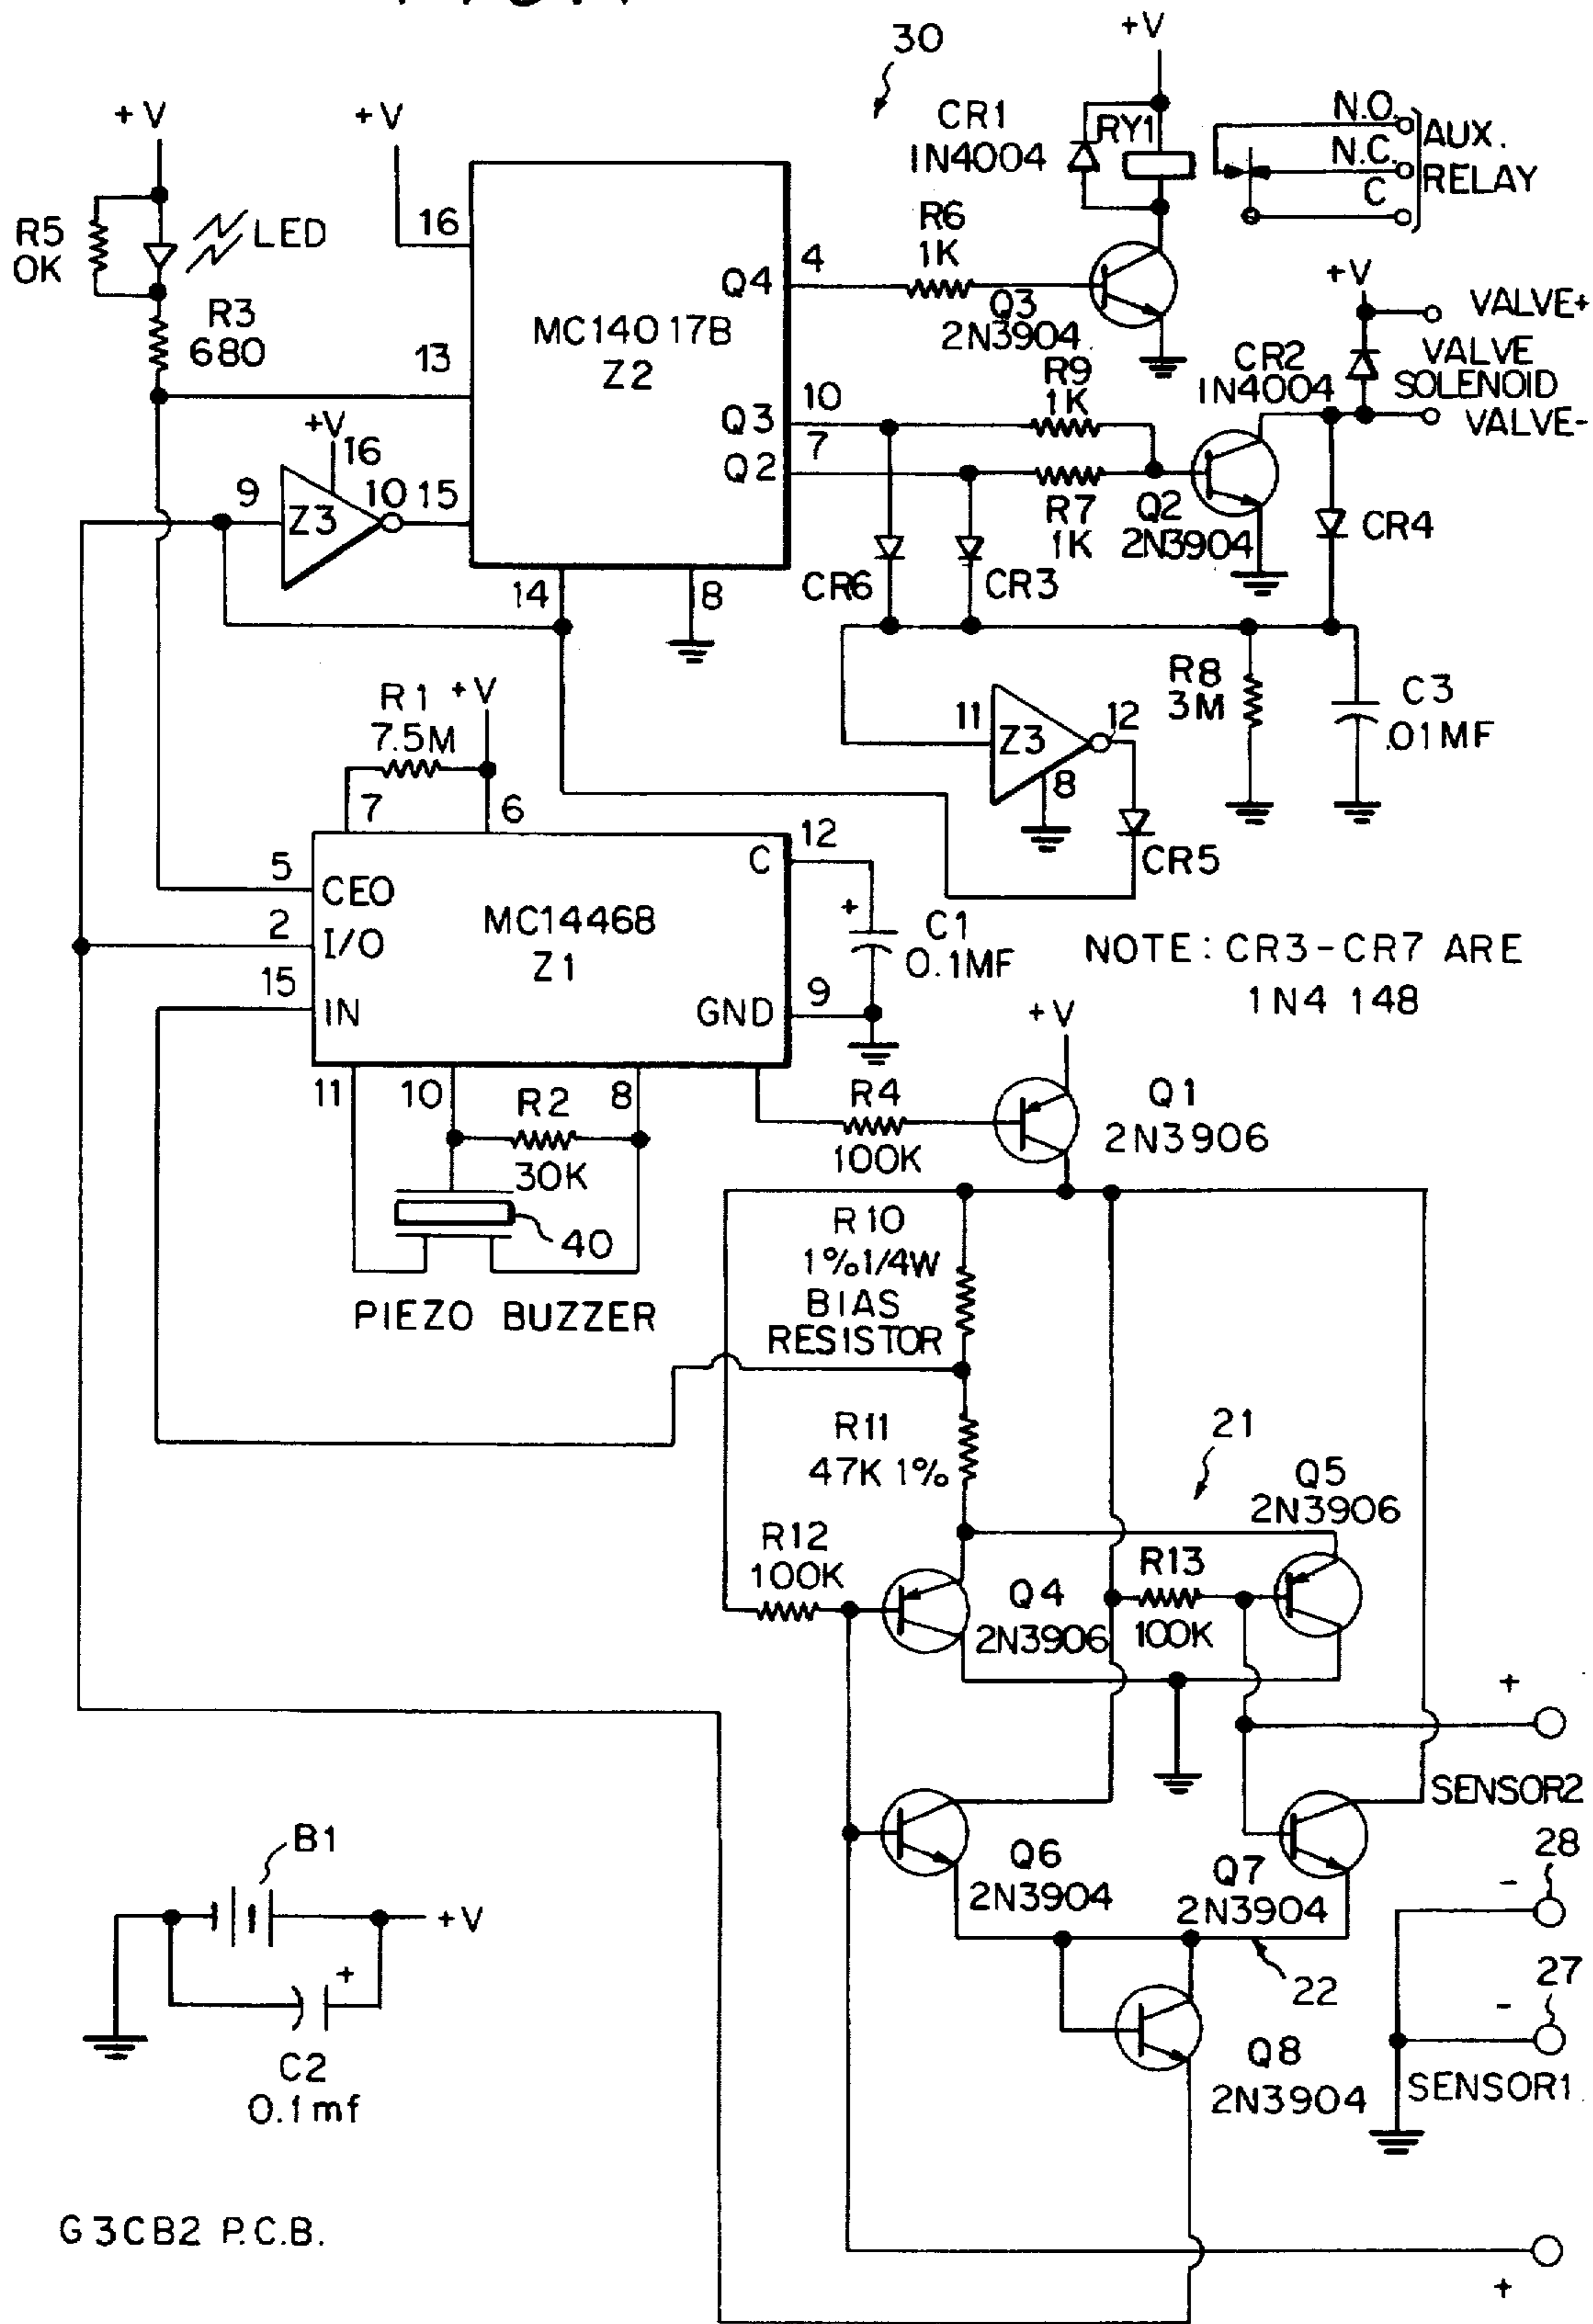 30
+V
+V
+V
CR1
1N4004
RY1
N.O.
N.C.
C
AUX.
RELAY
R5
0K
LED
R3
680
16
13
MC14017B
Z2
Q4
4
R6
1K
Q3
2N3904
+V
VALVE+
VALVE
SOLENOID
VALVE-
CR2
1N4004
Q3
10
R9
1K
Q2
7
R7
1K
Q2
2N3904
CR4
+V
16
9
Z3
10
15
14
8
CR6
CR3
R8
3M
C3
.01MF
11
Z3
12
8
CR5
R1
7.5M
+V
7
6
5
CEO
2
I/O
15
IN
MC14468
Z1
C
12
GND
9
+
C1
0.1MF
NOTE: CR3-CR7 ARE
1N4 148
11
10
R2
30K
8
40
PIEZO BUZZER
R4
100K
+V
Q1
2N3906
R10
1% 1/4W
BIAS
RESISTOR
R11
47K 1%
21
Q5
2N3906
R12
100K
Q4
2N3906
R13
100K
+
SENSOR2
Q6
2N3904
Q7
2N3904
-
28
22
-
27
SENSOR1
Q8
2N3904
B1
+V
+
C2
0.1mf
G3CB2 P.C.B.
+